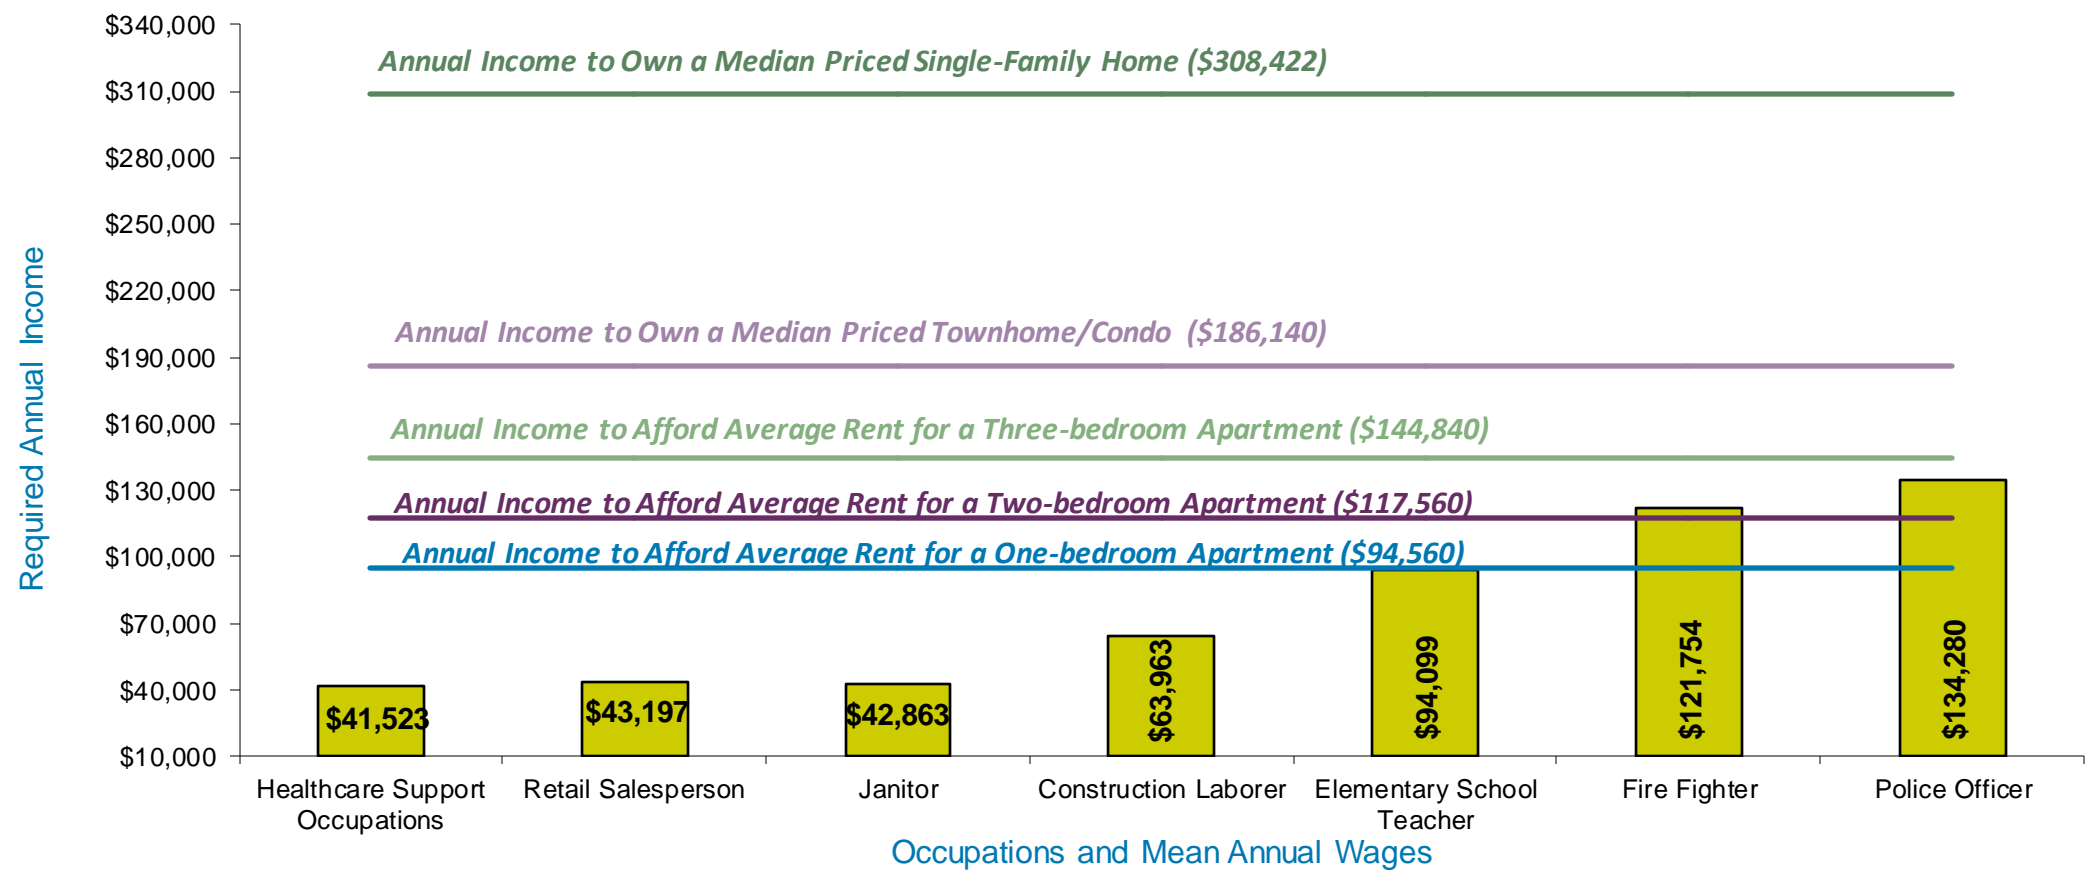 $340,000
Annual Income to Own a Median Priced Single-Family Home ($308,422)
$310,000
$280,000
$250,000
$220,000
Annual Income to Own a Median Priced Townhome/Condo ($186,140)
$190,000
$160,000
Annual Income to Afford Average Rent for a Three-bedroom Apartment ($144,840)
$130,000
Annual Income to Afford Average Rent for a Two-bedroom Apartment ($117,560)
$100,000
Annual Income to Afford Average Rent for a One-bedroom Apartment ($94,560)
$70,000
$40,000
$10,000
Required Annual Income
$41,523
$43,197
$42,863
$63,963
$94,099
$121,754
$134,280
Healthcare Support
Occupations
Retail Salesperson
Janitor
Construction Laborer
Elementary School
Teacher
Fire Fighter
Police Officer
Occupations and Mean Annual Wages